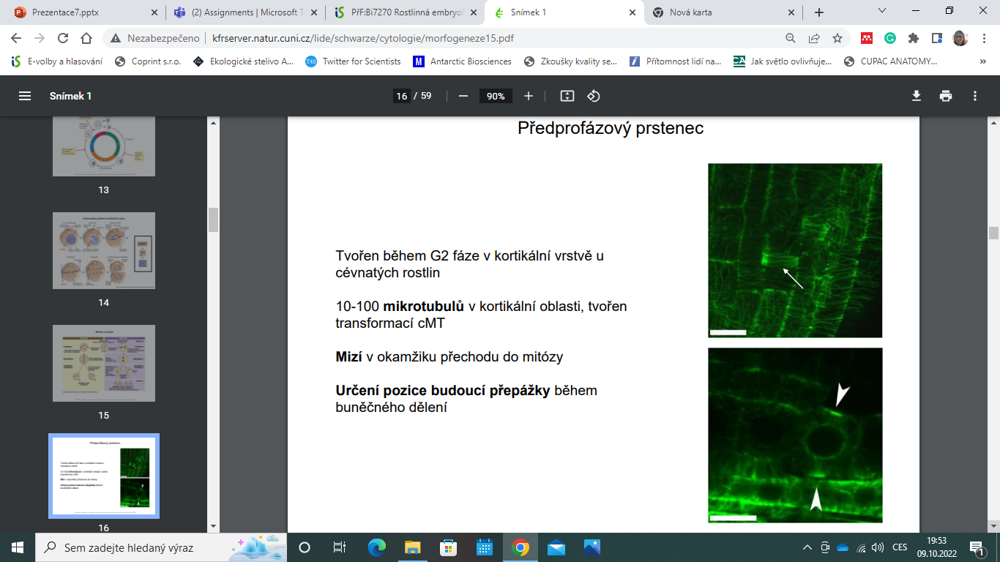 Prezentace7.pptx
(2) Assignments | Microsoft T
PřF:Bi7270 Rostlinná embryol
Snímek 1
Nová karta
Nezabezpečeno | kfrserver.natur.cuni.cz/lide/schwarze/cytologie/morfogeneze15.pdf
E-volby a hlasování
Coprint s.r.o.
Ekologické stelivo A...
Twitter for Scientists
Antarctic Biosciences
Zkoušky kvality se...
Přítomnost lidí na...
Jak světlo ovlivňuje...
CUPAC ANATOMY...
»
Snímek 1
16 / 59
90%
13
14
15
16
Předprofázový prstenec
Tvořen během G2 fáze v kortikální vrstvě u
cévnatých rostlin
10-100 mikrotubulů v kortikální oblasti, tvořen
transformací cMT
Mizí v okamžiku přechodu do mitózy
Určení pozice budoucí přepážky během
buněčného dělení
Sem zadejte hledaný výraz
CES
19:53
09.10.2022
1